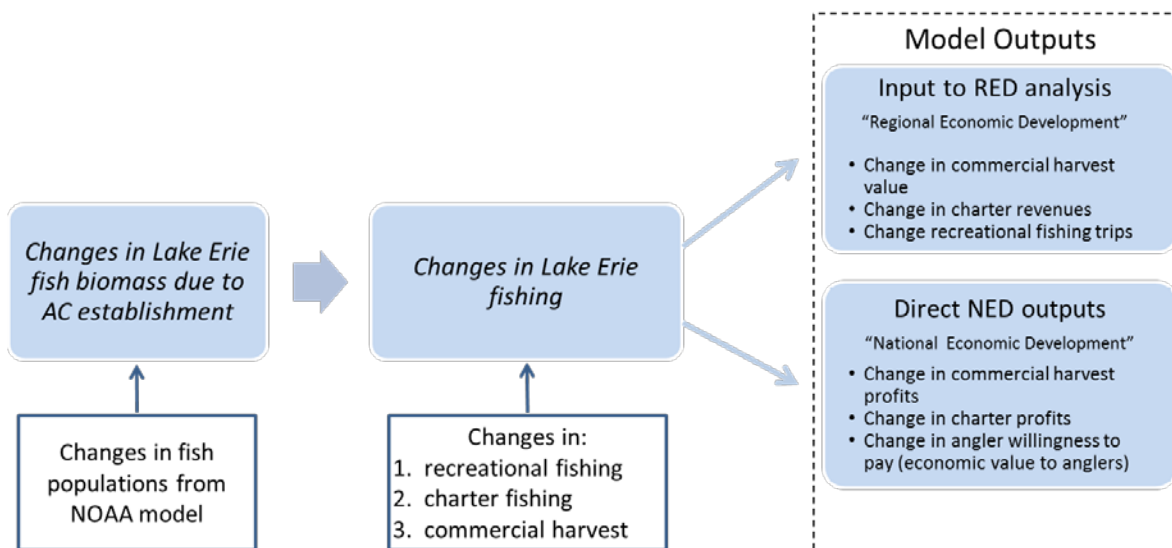 Changes in Lake Erie
fish biomass due to
AC establishment
Changes in fish
populations from
NOAA model
Changes in Lake Erie
fishing
Changes in:
1. recreational fishing
2. charter fishing
3. commercial harvest
Model Outputs
Input to RED analysis
“Regional Economic Development”
• Change in commercial harvest
value
• Change in charter revenues
• Change recreational fishing trips
Direct NED outputs
“National Economic Development”
• Change in commercial harvest
profits
• Change in charter profits
• Change in angler willingness to
pay (economic value to anglers)